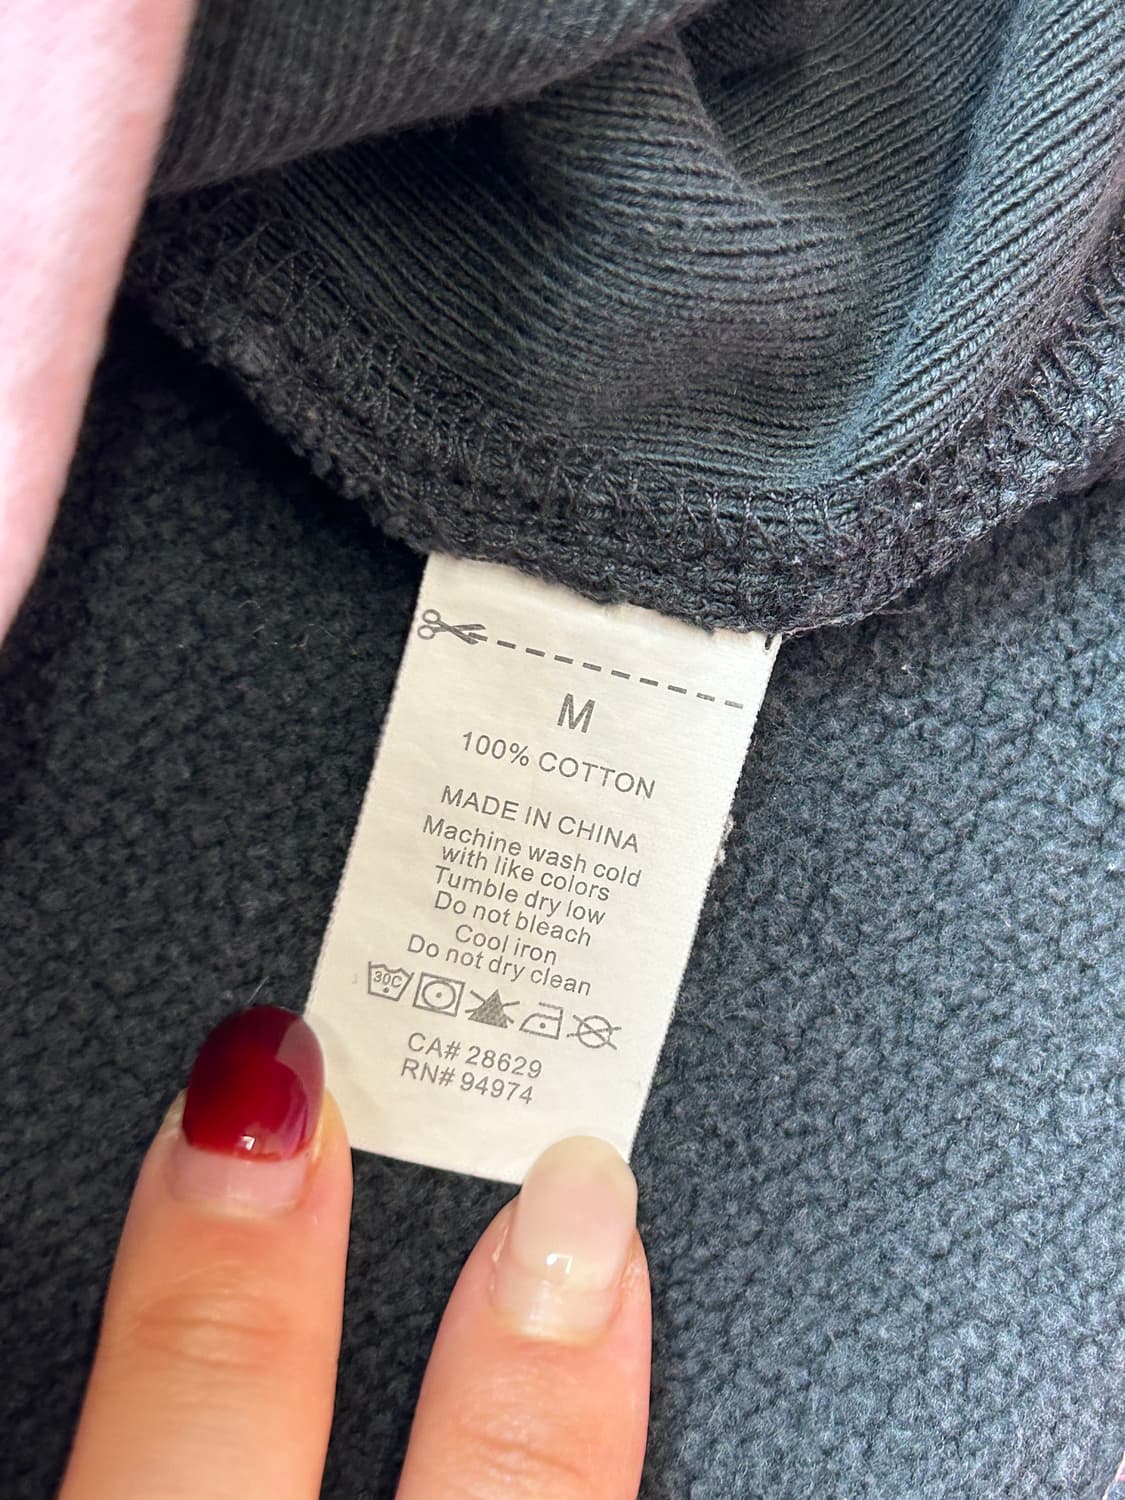 M
100% COTTON
MADE IN CHINA
Machine wash cold
with like colors
Tumble dry low
Do not bleach
Cool iron
Do not dry clean
30C
CA# 28629
RN# 94974